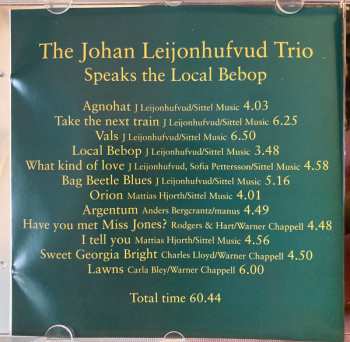 The Johan Leijonhufvud Trio
Speaks the Local Bebop
Agnohat J Leijonhufvud/Sittel Music 4.03
Take the next train J Leijonhufvud/Sittel Music 6.25
Vals J Leijonhufvud/Sittel Music 6.50
Local Bebop J Leijonhufvud/Sittel Music 3.48
What kind of love J Leijonhufvud, Sofia Pettersson/Sittel Music 4.58
Bag Beetle Blues J Leijonhufvud/Sittel Music 5.16
Orion Mattias Hjorth/Sittel Music 4.01
Argentum Anders Bergcrantz/manus 4.49
Have you met Miss Jones? Rodgers & Hart/Warner Chappell 4.48
I tell you Mattias Hjorth/Sittel Music 4.56
Sweet Georgia Bright Charles Lloyd/Warner Chappell 4.50
Lawns Carla Bley/Warner Chappell 6.00
Total time 60.44